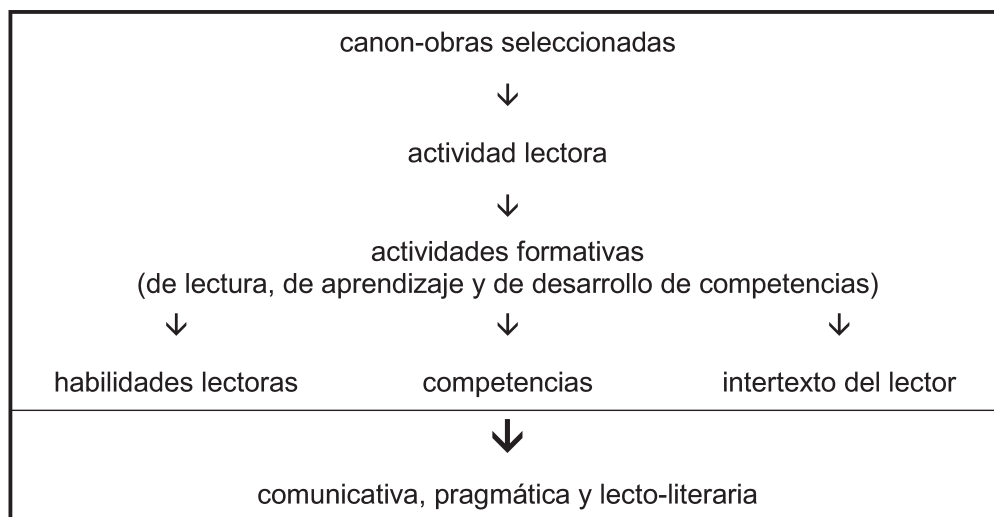 canon-obras seleccionadas
↓
actividad lectora
↓
actividades formativas
(de lectura, de aprendizaje y de desarrollo de competencias)
↓ ↓ ↓
habilidades lectoras competencias intertexto del lector
↓
comunicativa, pragmática y lecto-literaria